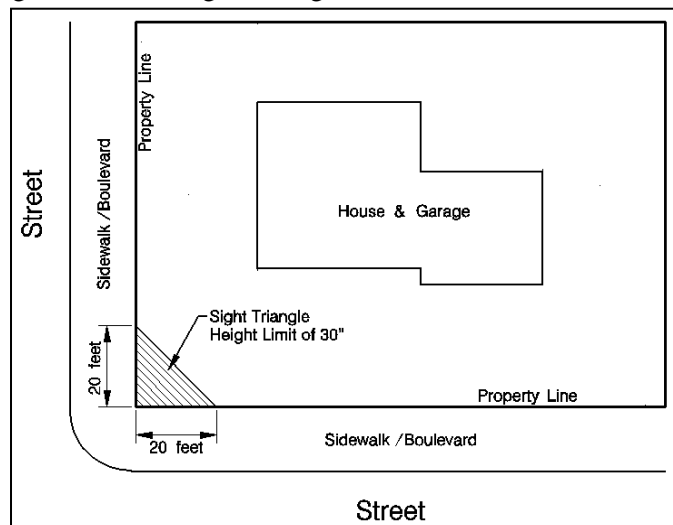 Property Line
Street
Sidewalk /Boulevard
House & Garage
Sight Triangle
Height Limit of 30"
20 feet
Property Line
20 feet
Sidewalk /Boulevard
Street